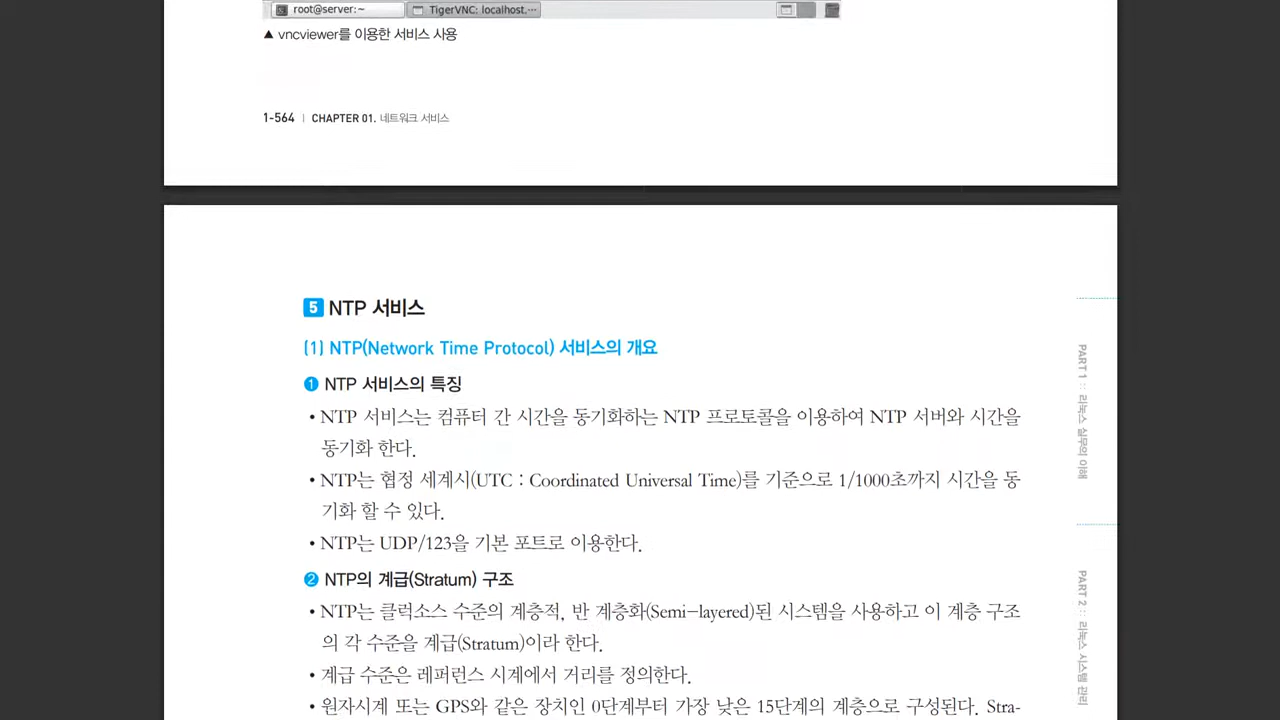 root@server:~
TigerVNC: localhost.···
▲ vncviewer를 이용한 서비스 사용
1-564 | CHAPTER 01. 네트워크 서비스
5 NTP 서비스
(1) NTP(Network Time Protocol) 서비스의 개요
❶ NTP 서비스의 특징
• NTP 서비스는 컴퓨터 간 시간을 동기화하는 NTP 프로토콜을 이용하여 NTP 서버와 시간을
동기화 한다.
• NTP는 협정 세계시(UTC : Coordinated Universal Time)를 기준으로 1/1000초까지 시간을 동
기화 할 수 있다.
• NTP는 UDP/123을 기본 포트로 이용한다.
❷ NTP의 계급(Stratum) 구조
• NTP는 클럭소스 수준의 계층적, 반 계층화(Semi-layered)된 시스템을 사용하고 이 계층 구조
의 각 수준을 계급(Stratum)이라 한다.
• 계급 수준은 레퍼런스 시계에서 거리를 정의한다.
• 원자시계 또는 GPS와 같은 장치인 0단계부터 가장 낮은 15단계의 계층으로 구성된다. Stra-
PART 1 :: 리눅스 실무의 이해
PART 2 :: 리눅스 시스템 관리